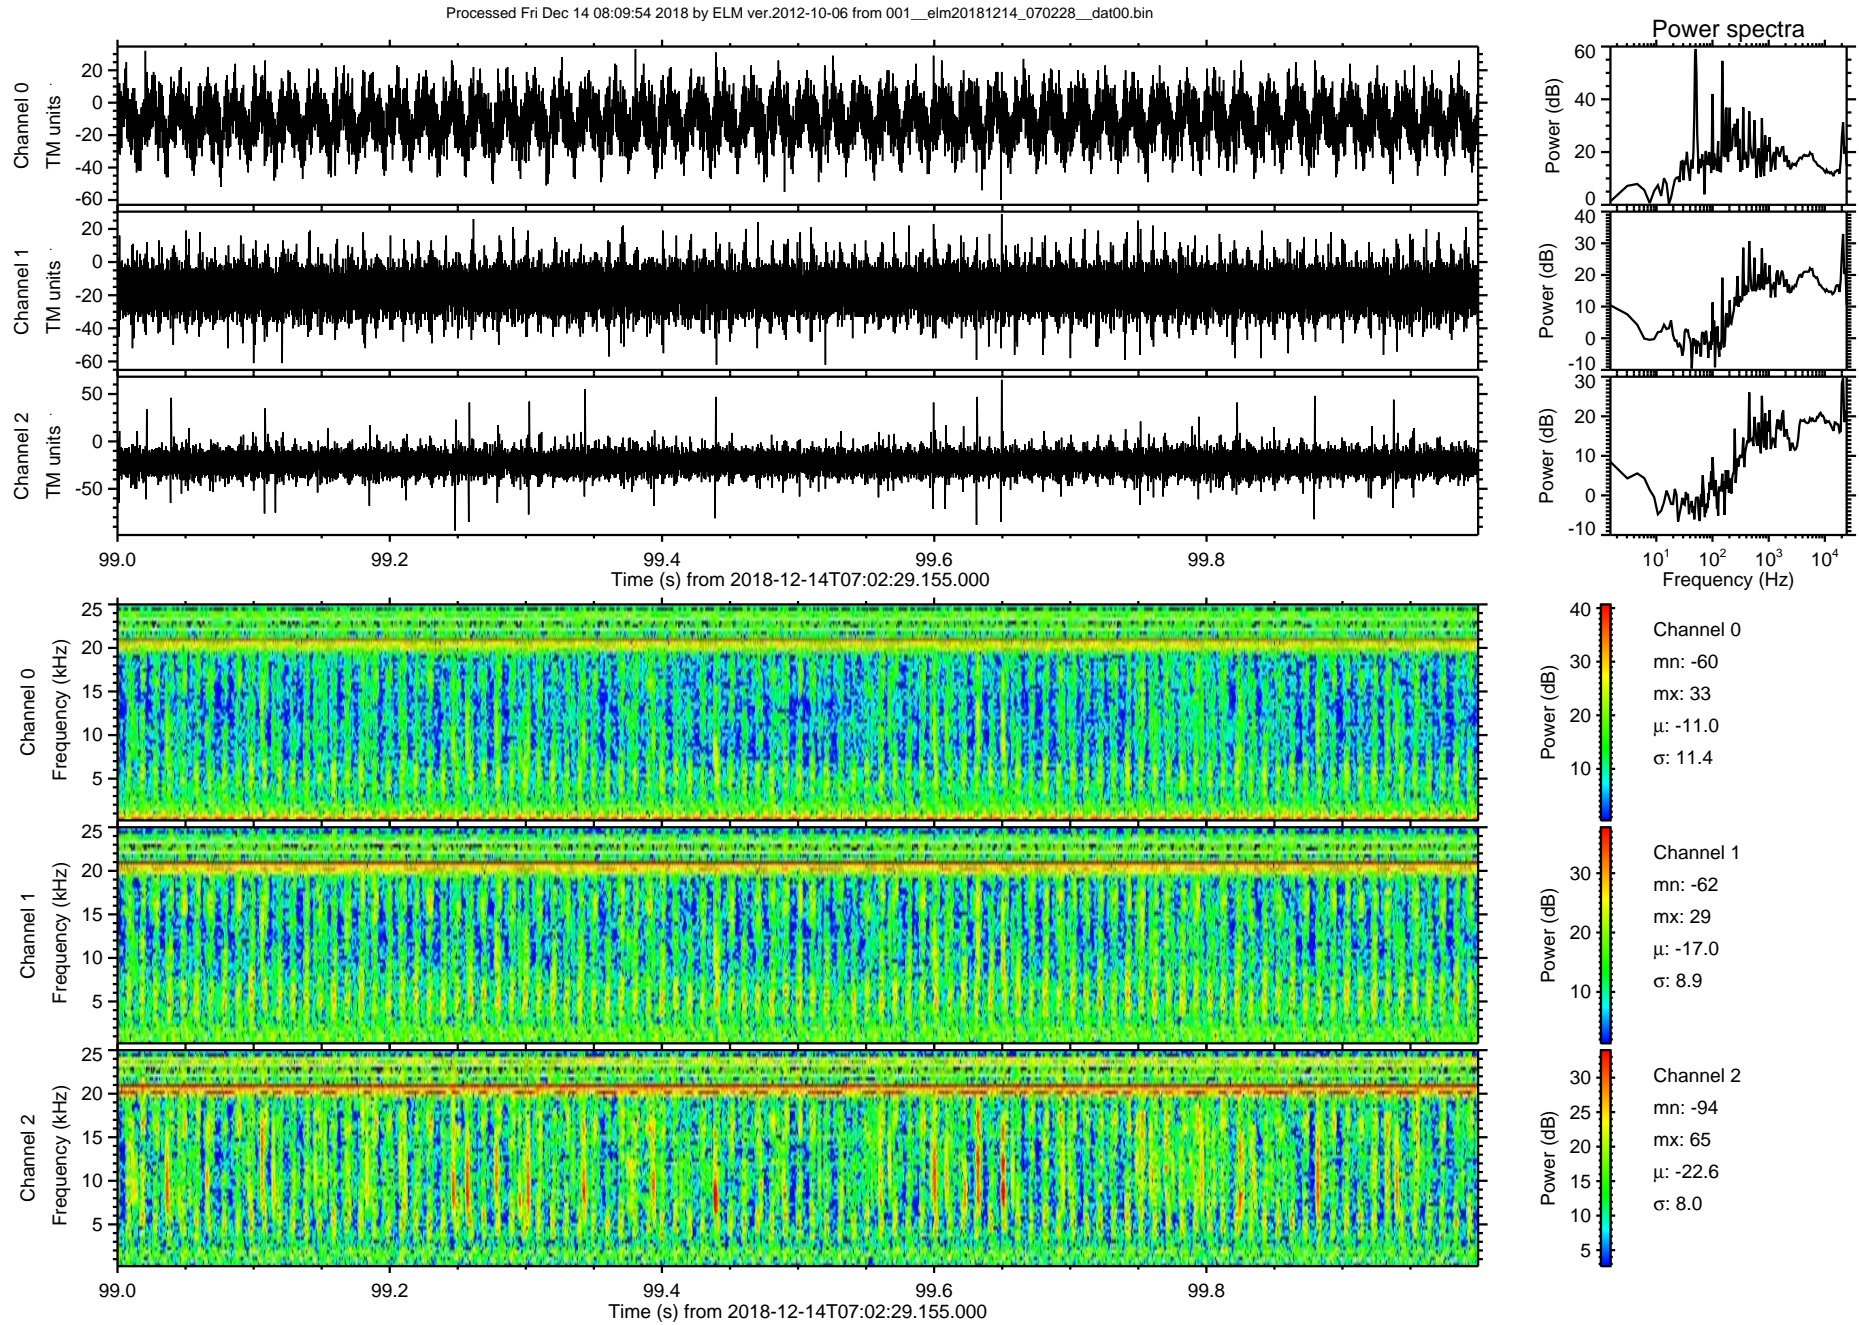 Processed Fri Dec 14 08:09:54 2018 by ELM ver.2012-10-06 from 001__elm20181214_070228__dat00.bin
Power spectra
Channel 0
TM units
20
0
-20
-40
-60
Power (dB)
60
40
20
0
Channel 1
TM units
20
0
-20
-40
-60
Power (dB)
40
30
20
10
0
-10
Channel 2
TM units
50
0
-50
Power (dB)
30
20
10
0
-10
99.0 99.2 99.4 99.6 99.8
Time (s) from 2018-12-14T07:02:29.155.000
10^1 10^2 10^3 10^4
Frequency (Hz)
Channel 0
Frequency (kHz)
25
20
15
10
5
Power (dB)
40
30
20
10
Channel 0
mn: -60
mx: 33
μ: -11.0
σ: 11.4
Channel 1
Frequency (kHz)
25
20
15
10
5
Power (dB)
30
20
10
Channel 1
mn: -62
mx: 29
μ: -17.0
σ: 8.9
Channel 2
Frequency (kHz)
25
20
15
10
5
Power (dB)
30
25
20
15
10
5
Channel 2
mn: -94
mx: 65
μ: -22.6
σ: 8.0
99.0 99.2 99.4 99.6 99.8
Time (s) from 2018-12-14T07:02:29.155.000